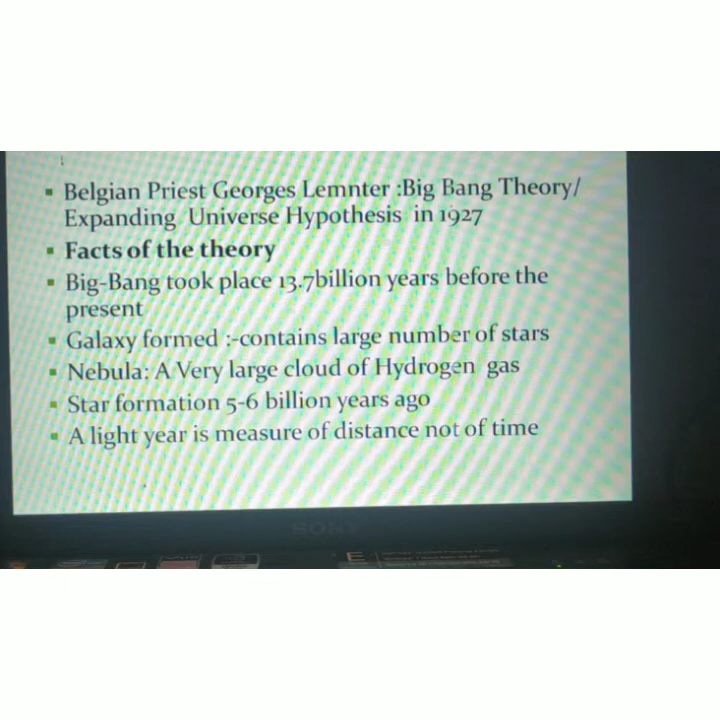 ▪ Belgian Priest Georges Lemnter :Big Bang Theory/
Expanding Universe Hypothesis in 1927
▪ Facts of the theory
▪ Big-Bang took place 13.7billion years before the
present
▪ Galaxy formed :-contains large number of stars
▪ Nebula: A Very large cloud of Hydrogen gas
▪ Star formation 5-6 billion years ago
▪ A light year is measure of distance not of time
SONY